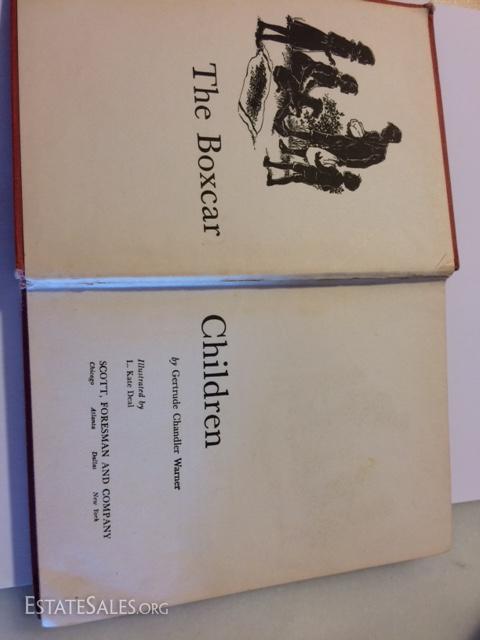 The Boxcar Children
by Gertrude Chandler Warner
Illustrated by
L. Kate Deal
SCOTT, FORESMAN AND COMPANY
Chicago Atlanta Dallas New York
ESTATESALES.ORG